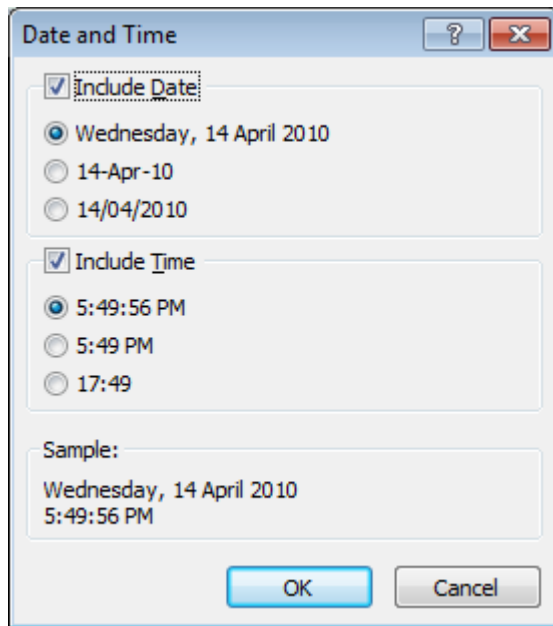 Date and Time
Include Date
Wednesday, 14 April 2010
14-Apr-10
14/04/2010
Include Time
5:49:56 PM
5:49 PM
17:49
Sample:
Wednesday, 14 April 2010
5:49:56 PM
OK
Cancel